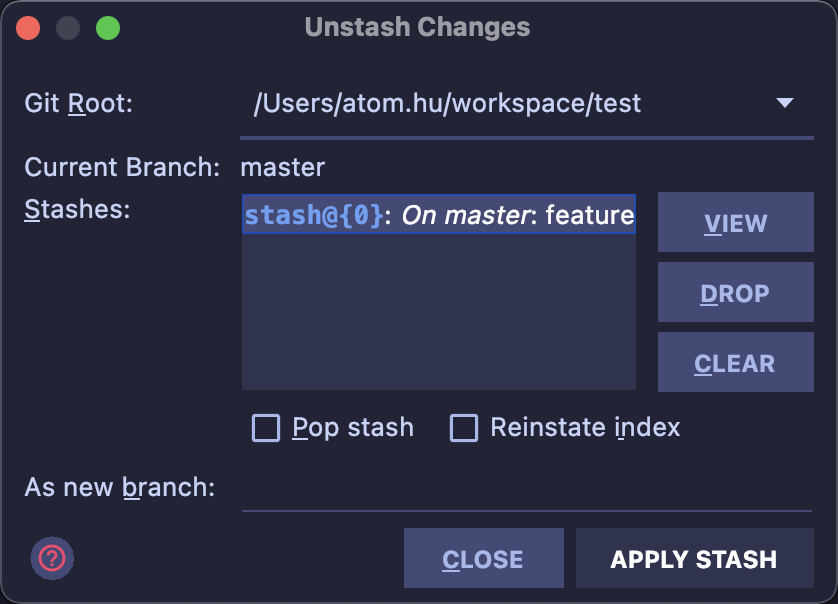 Unstash Changes
Git Root: /Users/atom.hu/workspace/test
Current Branch: master
Stashes:
stash@{0}: On master: feature
VIEW
DROP
CLEAR
Pop stash Reinstate index
As new branch:
? CLOSE APPLY STASH